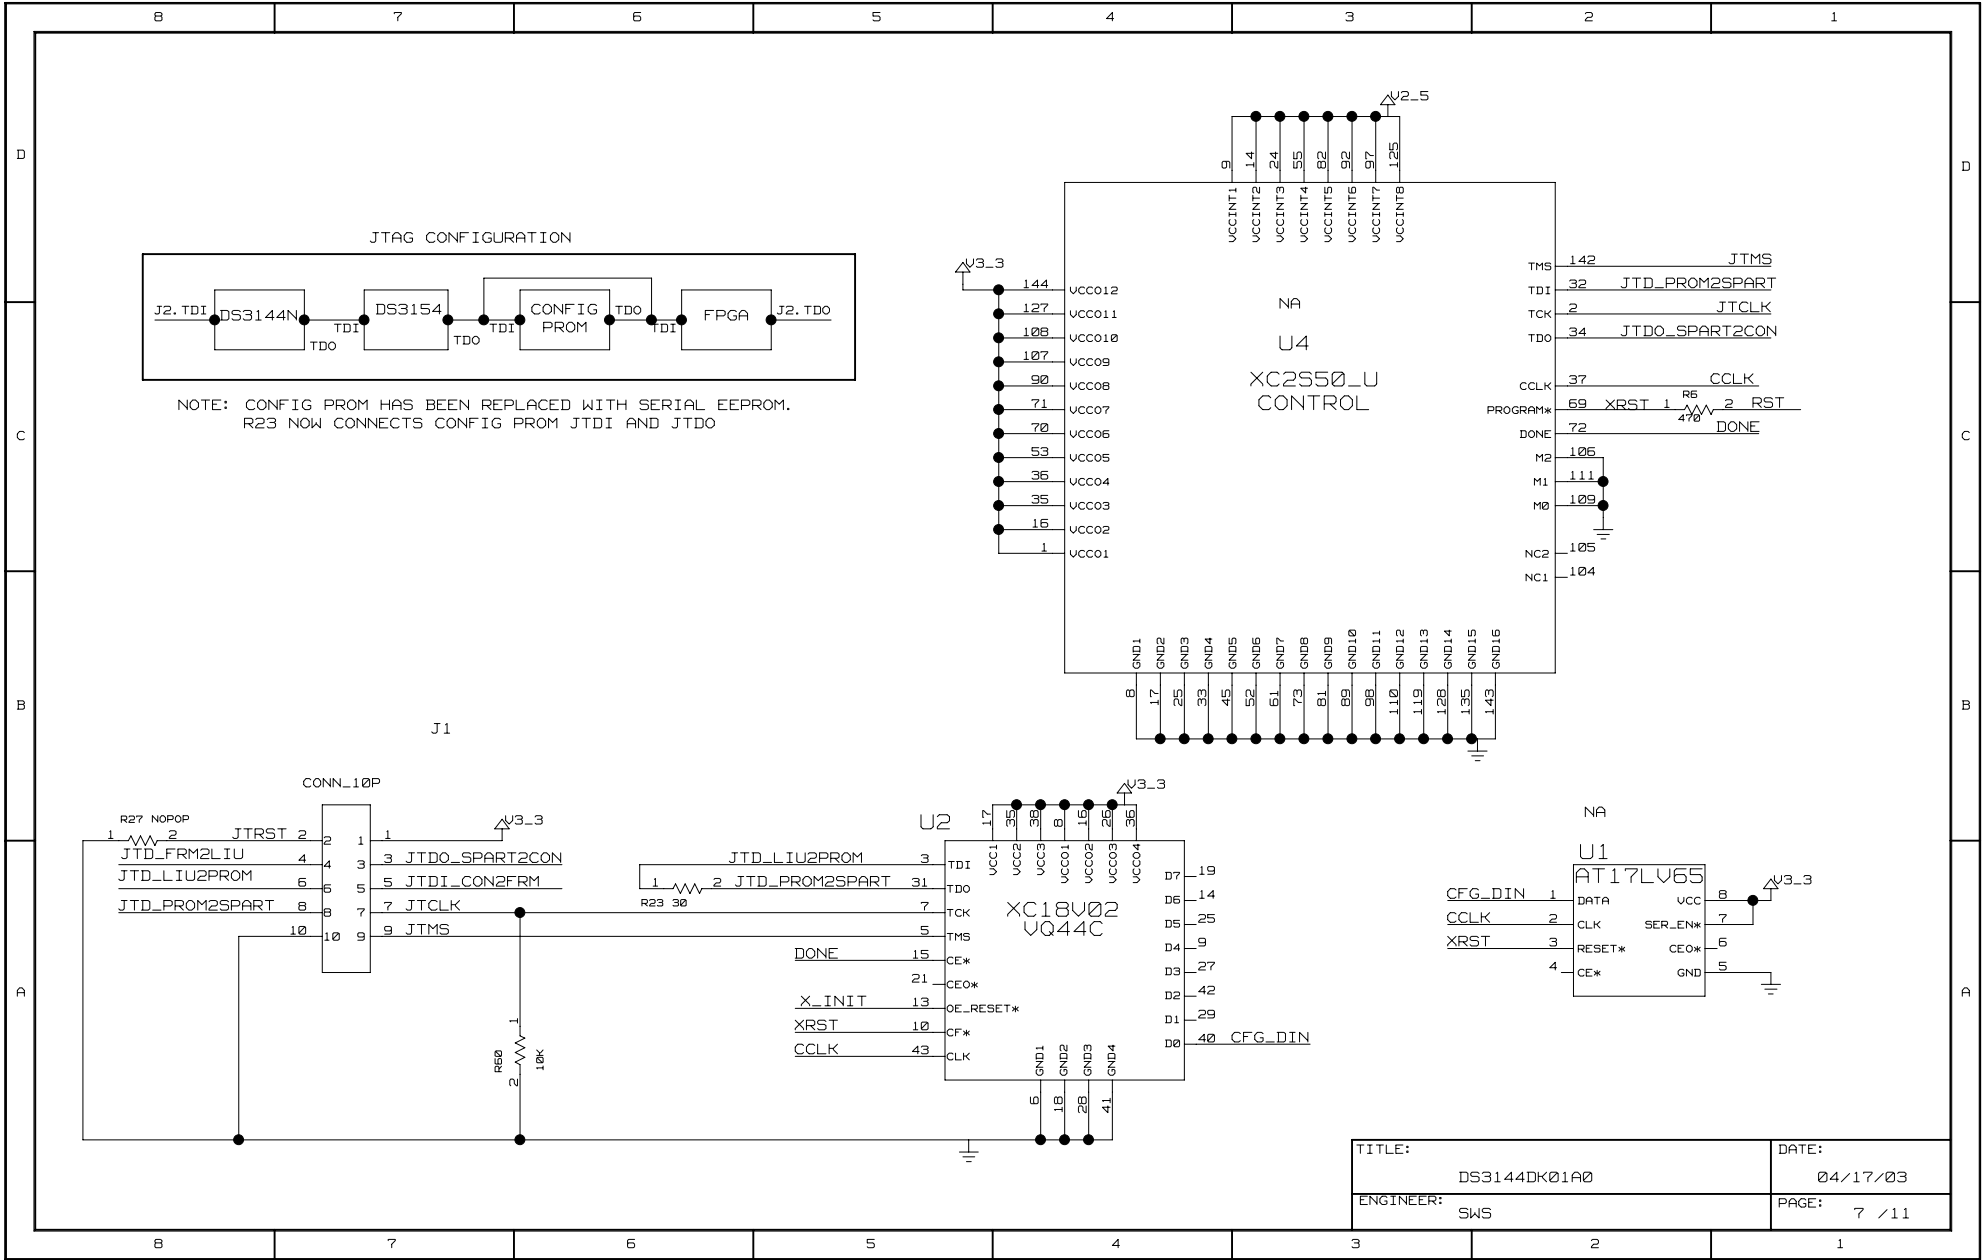 8 7 6 5 4 3 2 1
D D
C C
B B
A A
JTAG CONFIGURATION
J2.TDI DS3144N TDO TDI DS3154 TDO TDI CONFIG PROM TDO TDI FPGA J2.TDO
NOTE: CONFIG PROM HAS BEEN REPLACED WITH SERIAL EEPROM.
R23 NOW CONNECTS CONFIG PROM JTDI AND JTDO
V2_5
9 14 24 55 82 92 97 125
VCCINT1 VCCINT2 VCCINT3 VCCINT4 VCCINT5 VCCINT6 VCCINT7 VCCINT8
V3_3
144 VCCO12
127 VCCO11
108 VCCO10
107 VCCO9
90 VCCO8
71 VCCO7
70 VCCO6
53 VCCO5
36 VCCO4
35 VCCO3
16 VCCO2
1 VCCO1
NA
U4
XC2S50_U
CONTROL
TMS 142 JTMS
TDI 32 JTD_PROM2SPART
TCK 2 JTCLK
TDO 34 JTDO_SPART2CON
CCLK 37 CCLK
PROGRAM* 69 XRST 1 R6 470 2 RST
DONE 72 DONE
M2 106
M1 111
M0 109
NC2 105
NC1 104
GND1 GND2 GND3 GND4 GND5 GND6 GND7 GND8 GND9 GND10 GND11 GND12 GND13 GND14 GND15 GND16
8 17 25 33 45 52 61 73 81 89 98 110 119 128 135 143
J1
CONN_10P
R27 NOPOP
1 2 JTRST 2 2 1 1 V3_3
JTD_FRM2LIU 4 4 3 3 JTDO_SPART2CON
JTD_LIU2PROM 6 6 5 5 JTDI_CON2FRM
JTD_PROM2SPART 8 8 7 7 JTCLK
10 10 9 9 JTMS
R60 1 2 10K
U2
V3_3
17 35 38 8 16 26 36
VCC1 VCC2 VCC3 VCCO1 VCCO2 VCCO3 VCCO4
XC18V02
VQ44C
JTD_LIU2PROM 3 TDI
1 2 JTD_PROM2SPART 31 TDO
R23 30
7 TCK
5 TMS
DONE 15 CE*
21 CEO*
X_INIT 13 OE_RESET*
XRST 10 CF*
CCLK 43 CLK
D7 19
D6 14
D5 25
D4 9
D3 27
D2 42
D1 29
D0 40 CFG_DIN
GND1 GND2 GND3 GND4
6 18 28 41
NA
U1
AT17LV65
CFG_DIN 1 DATA
CCLK 2 CLK
XRST 3 RESET*
4 CE*
VCC 8 V3_3
SER_EN* 7
CEO* 6
GND 5
TITLE:
DS3144DK01A0
DATE:
04/17/03
ENGINEER:
SWS
PAGE:
7 /11
8 7 6 5 4 3 2 1